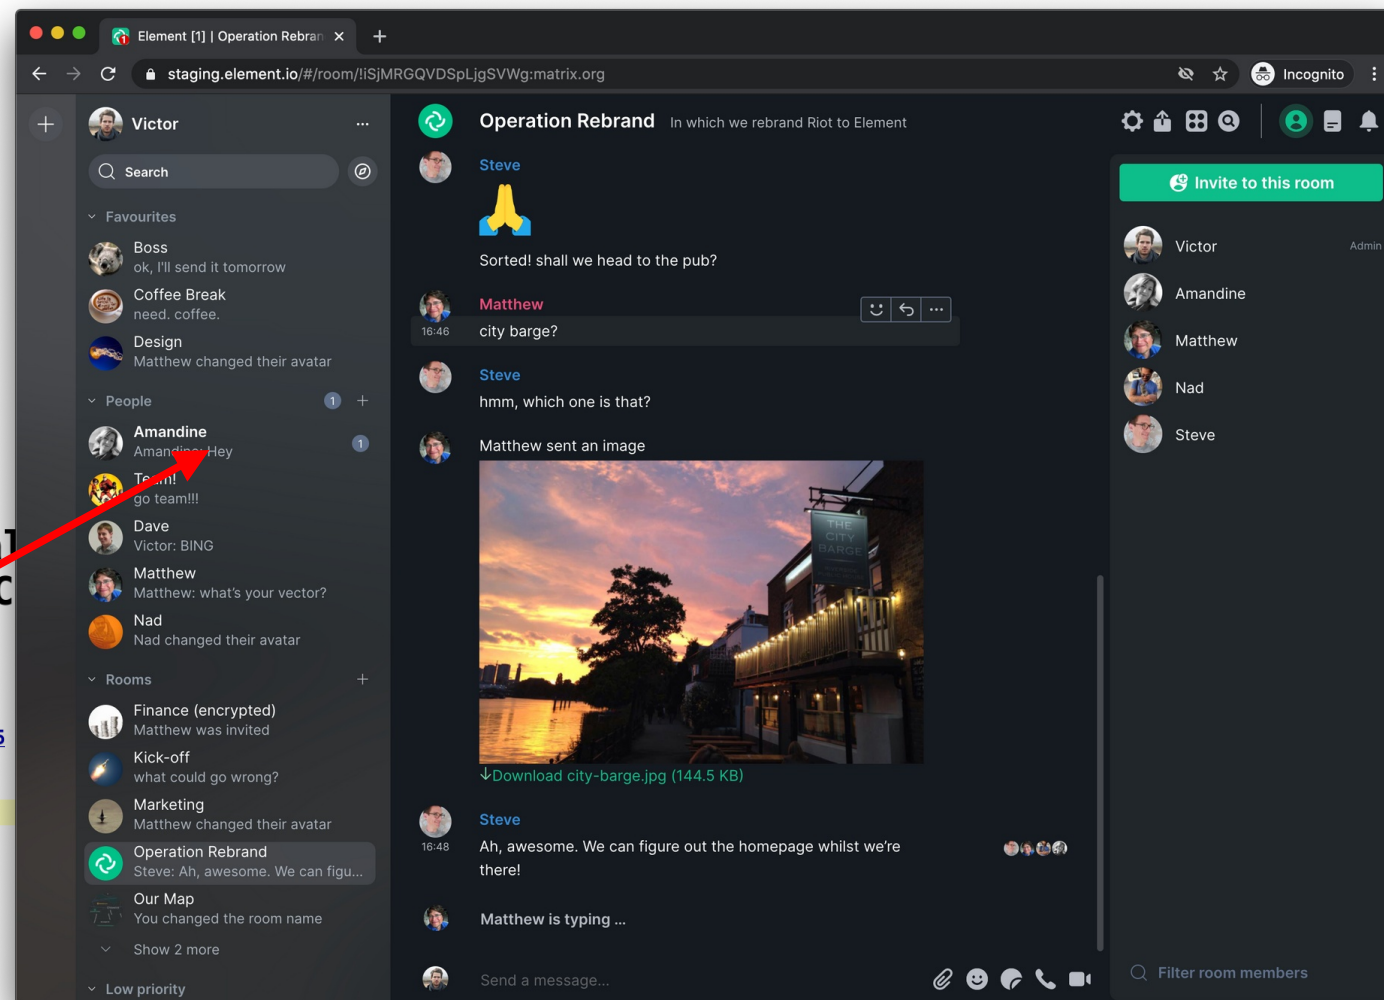 Element [1] | Operation Rebran
staging.element.io/#/room/!iSjMRGQVDSpLjgSVWg:matrix.org
Incognito
Victor
Search
Favourites
Boss
ok, I'll send it tomorrow
Coffee Break
need. coffee.
Design
Matthew changed their avatar
People
1
Amandine
Amandine: Hey
1
Team!
go team!!!
Dave
Victor: BING
Matthew
Matthew: what's your vector?
Nad
Nad changed their avatar
Rooms
Finance (encrypted)
Matthew was invited
Kick-off
what could go wrong?
Marketing
Matthew changed their avatar
Operation Rebrand
Steve: Ah, awesome. We can figu...
Our Map
You changed the room name
Show 2 more
Low priority
Operation Rebrand In which we rebrand Riot to Element
Steve
Sorted! shall we head to the pub?
Matthew
16:46 city barge?
Steve
hmm, which one is that?
Matthew sent an image
THE
CITY
BARGE
Download city-barge.jpg (144.5 KB)
Steve
16:48 Ah, awesome. We can figure out the homepage whilst we're
there!
Matthew is typing ...
Send a message...
Invite to this room
Victor Admin
Amandine
Matthew
Nad
Steve
Filter room members